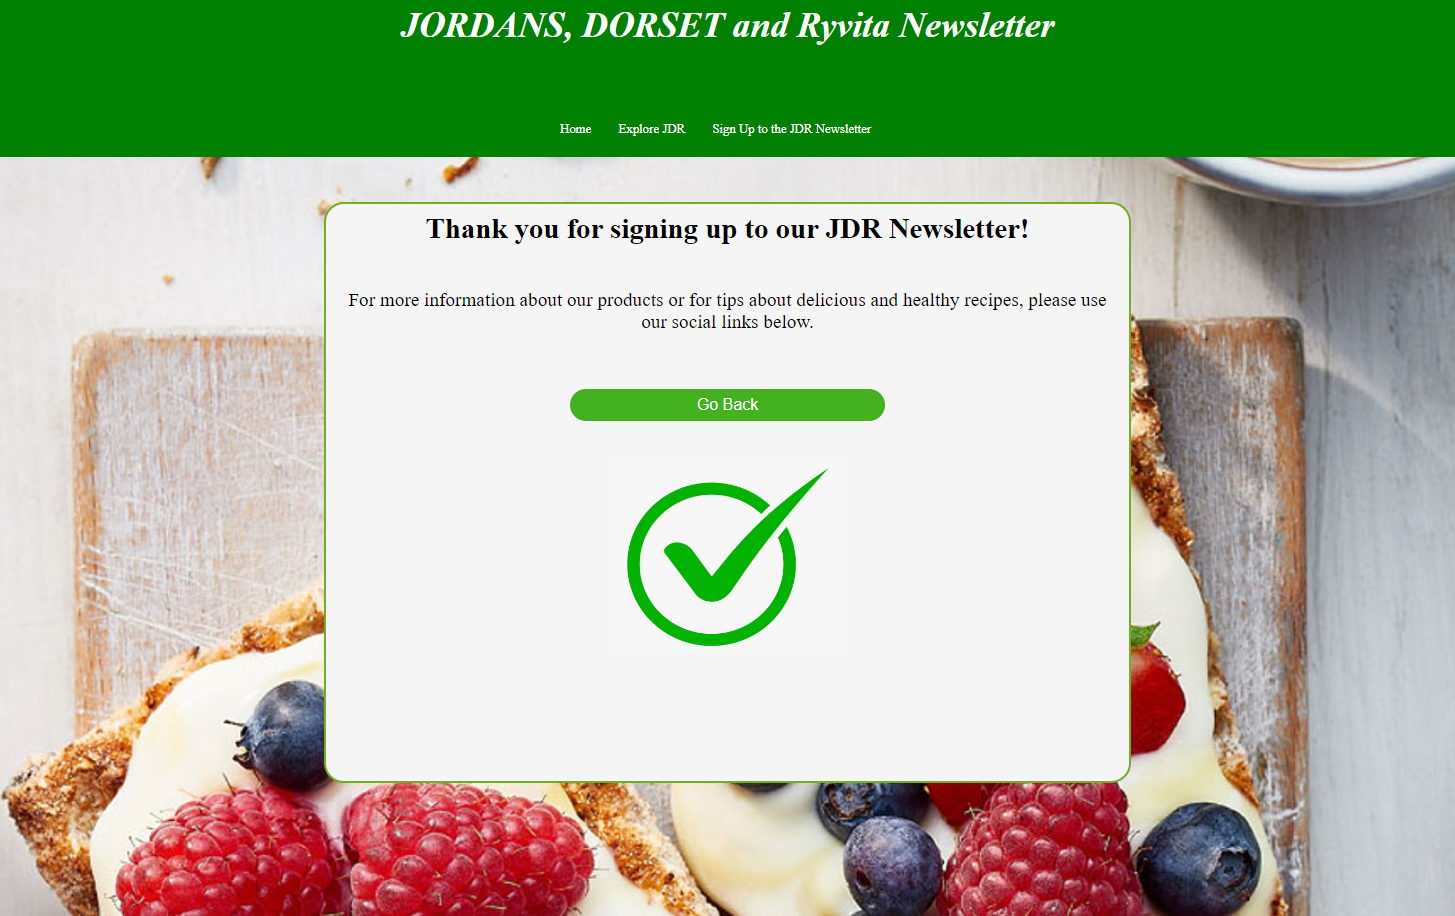 JORDANS, DORSET and Ryvita Newsletter
Home Explore JDR Sign Up to the JDR Newsletter
Thank you for signing up to our JDR Newsletter!
For more information about our products or for tips about delicious and healthy recipes, please use
our social links below.
Go Back